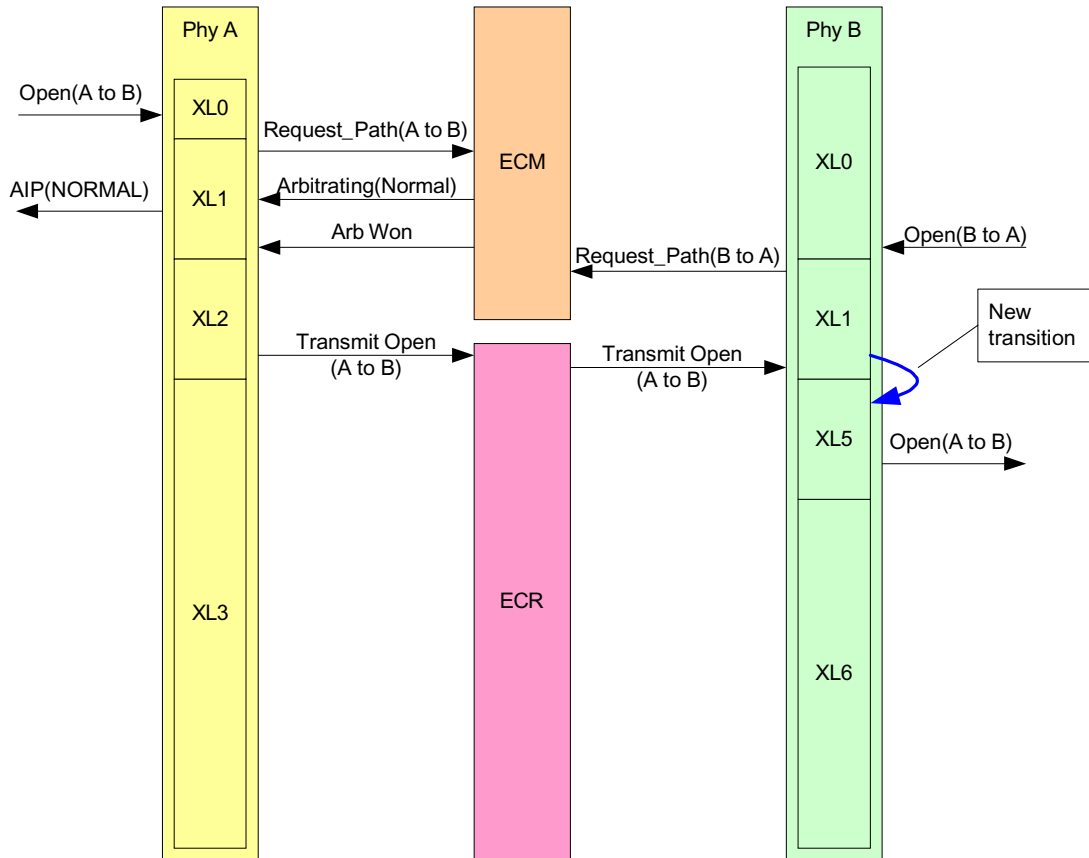 Phy A
Phy B
XL0
Open(A to B)
Request_Path(A to B)
ECM
XL0
AIP(NORMAL)
XL1
Arbitrating(Normal)
Arb Won
Open(B to A)
Request_Path(B to A)
XL2
XL1
New
transition
Transmit Open
(A to B)
Transmit Open
(A to B)
XL5
Open(A to B)
XL3
ECR
XL6